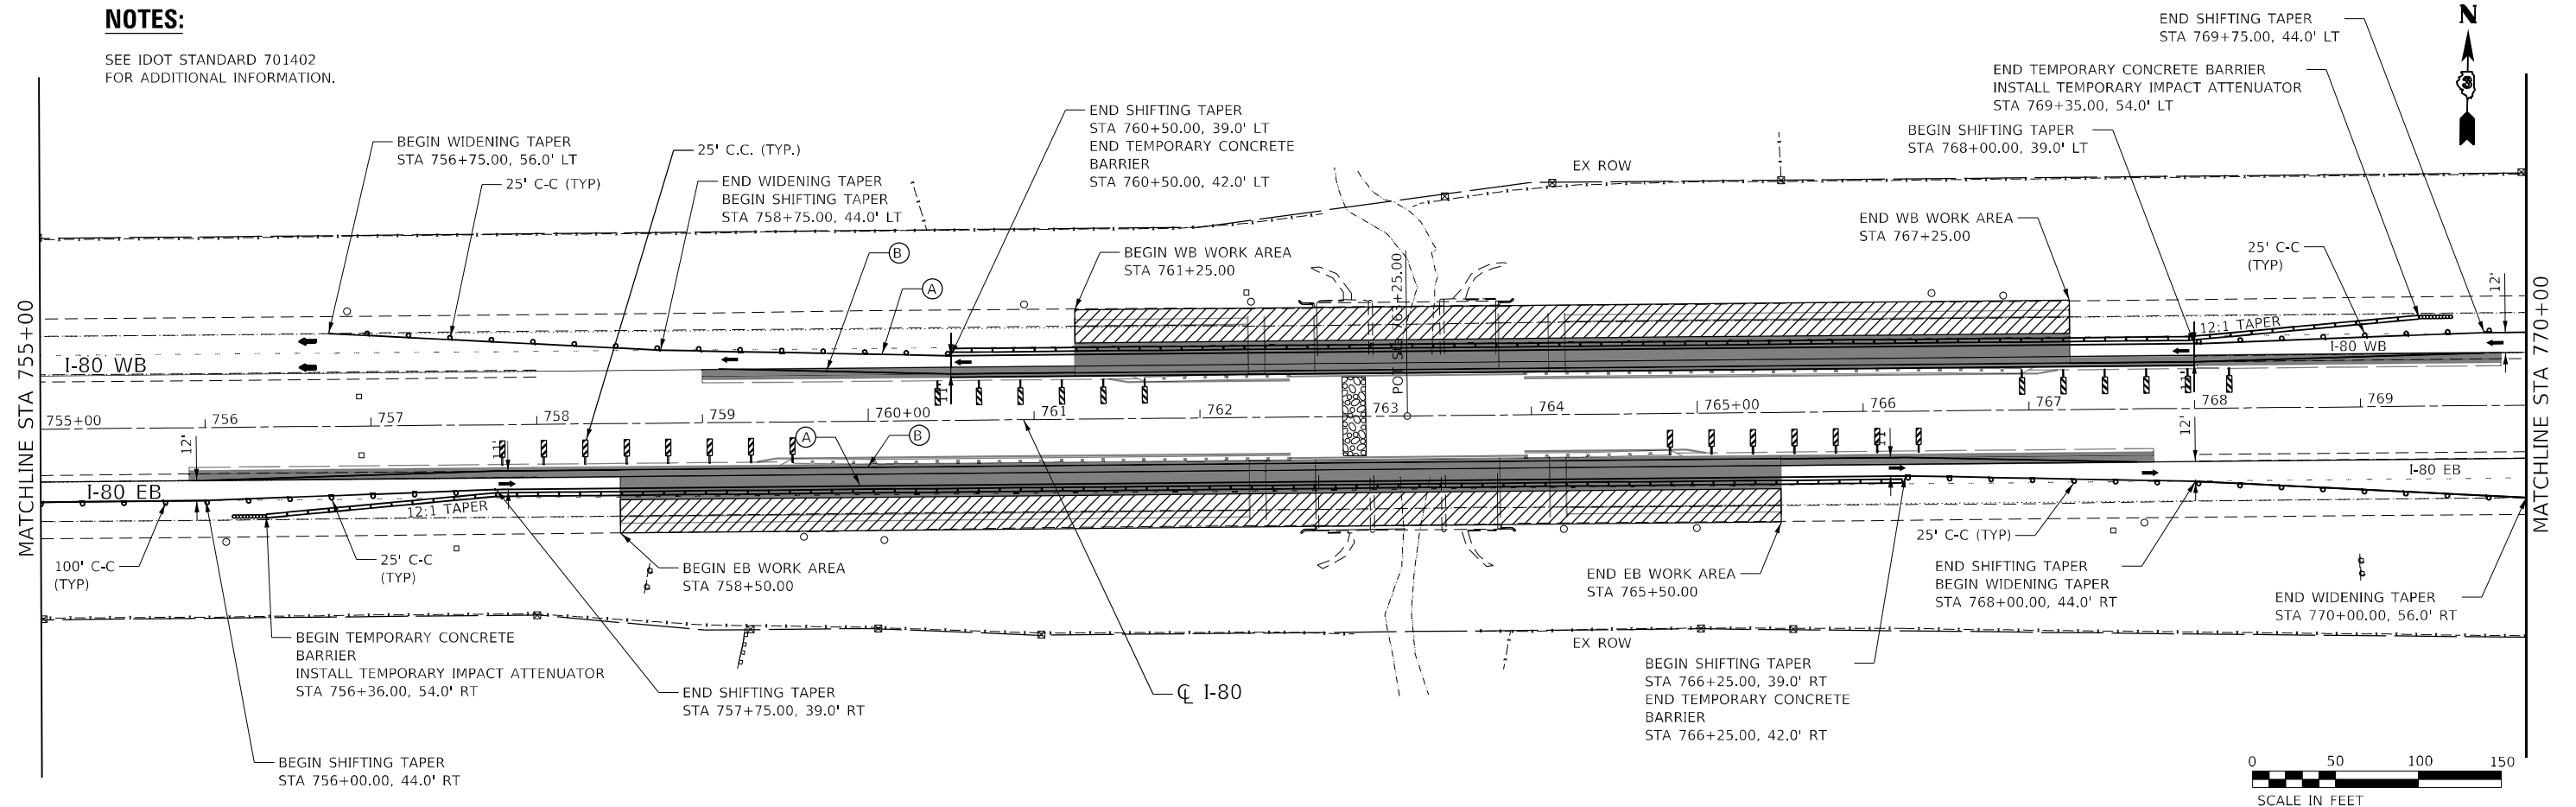 NOTES:
SEE IDOT STANDARD 701402
FOR ADDITIONAL INFORMATION.
END SHIFTING TAPER
STA 769+75.00, 44.0' LT
N
3
END TEMPORARY CONCRETE BARRIER
INSTALL TEMPORARY IMPACT ATTENUATOR
STA 769+35.00, 54.0' LT
BEGIN SHIFTING TAPER
STA 768+00.00, 39.0' LT
END SHIFTING TAPER
STA 760+50.00, 39.0' LT
END TEMPORARY CONCRETE
BARRIER
STA 760+50.00, 42.0' LT
BEGIN WIDENING TAPER
STA 756+75.00, 56.0' LT
25' C.C. (TYP.)
25' C-C (TYP)
END WIDENING TAPER
BEGIN SHIFTING TAPER
STA 758+75.00, 44.0' LT
EX ROW
END WB WORK AREA
STA 767+25.00
BEGIN WB WORK AREA
STA 761+25.00
25' C-C
(TYP)
B
A
POT Sta 763+25.00
12'
12:1 TAPER
I-80 WB
I-80 WB
11'
11'
MATCHLINE STA 755+00
MATCHLINE STA 770+00
755+00
756
757
758
759
760+00
761
762
763
764
765+00
766
767
768
769
12'
11'
A
B
11'
12'
I-80 EB
I-80 EB
12:1 TAPER
100' C-C
(TYP)
25' C-C
(TYP)
BEGIN EB WORK AREA
STA 758+50.00
END EB WORK AREA
STA 765+50.00
25' C-C (TYP)
END SHIFTING TAPER
BEGIN WIDENING TAPER
STA 768+00.00, 44.0' RT
END WIDENING TAPER
STA 770+00.00, 56.0' RT
BEGIN TEMPORARY CONCRETE
BARRIER
INSTALL TEMPORARY IMPACT ATTENUATOR
STA 756+36.00, 54.0' RT
END SHIFTING TAPER
STA 757+75.00, 39.0' RT
℄ I-80
EX ROW
BEGIN SHIFTING TAPER
STA 766+25.00, 39.0' RT
END TEMPORARY CONCRETE
BARRIER
STA 766+25.00, 42.0' RT
BEGIN SHIFTING TAPER
STA 756+00.00, 44.0' RT
0 50 100 150
SCALE IN FEET